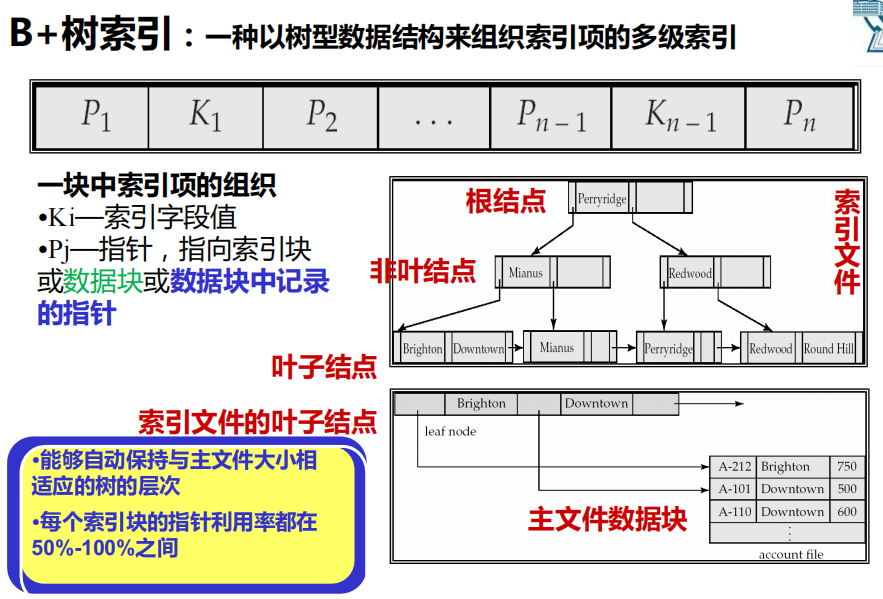 B+树索引：一种以树型数据结构来组织索引项的多级索引
P1 K1 P2 ... Pn−1 Kn−1 Pn
一块中索引项的组织
•Ki—索引字段值
•Pj—指针，指向索引块
或数据块或数据块中记录
的指针
根结点
Perryridge
索引文件
非叶结点
Mianus
Redwood
叶子结点
Brighton Downtown Mianus Perryridge Redwood Round Hill
索引文件的叶子结点
Brighton Downtown
leaf node
A-212 Brighton 750
A-101 Downtown 500
A-110 Downtown 600
⋮
主文件数据块
account file
•能够自动保持与主文件大小相
适应的树的层次
•每个索引块的指针利用率都在
50%-100%之间